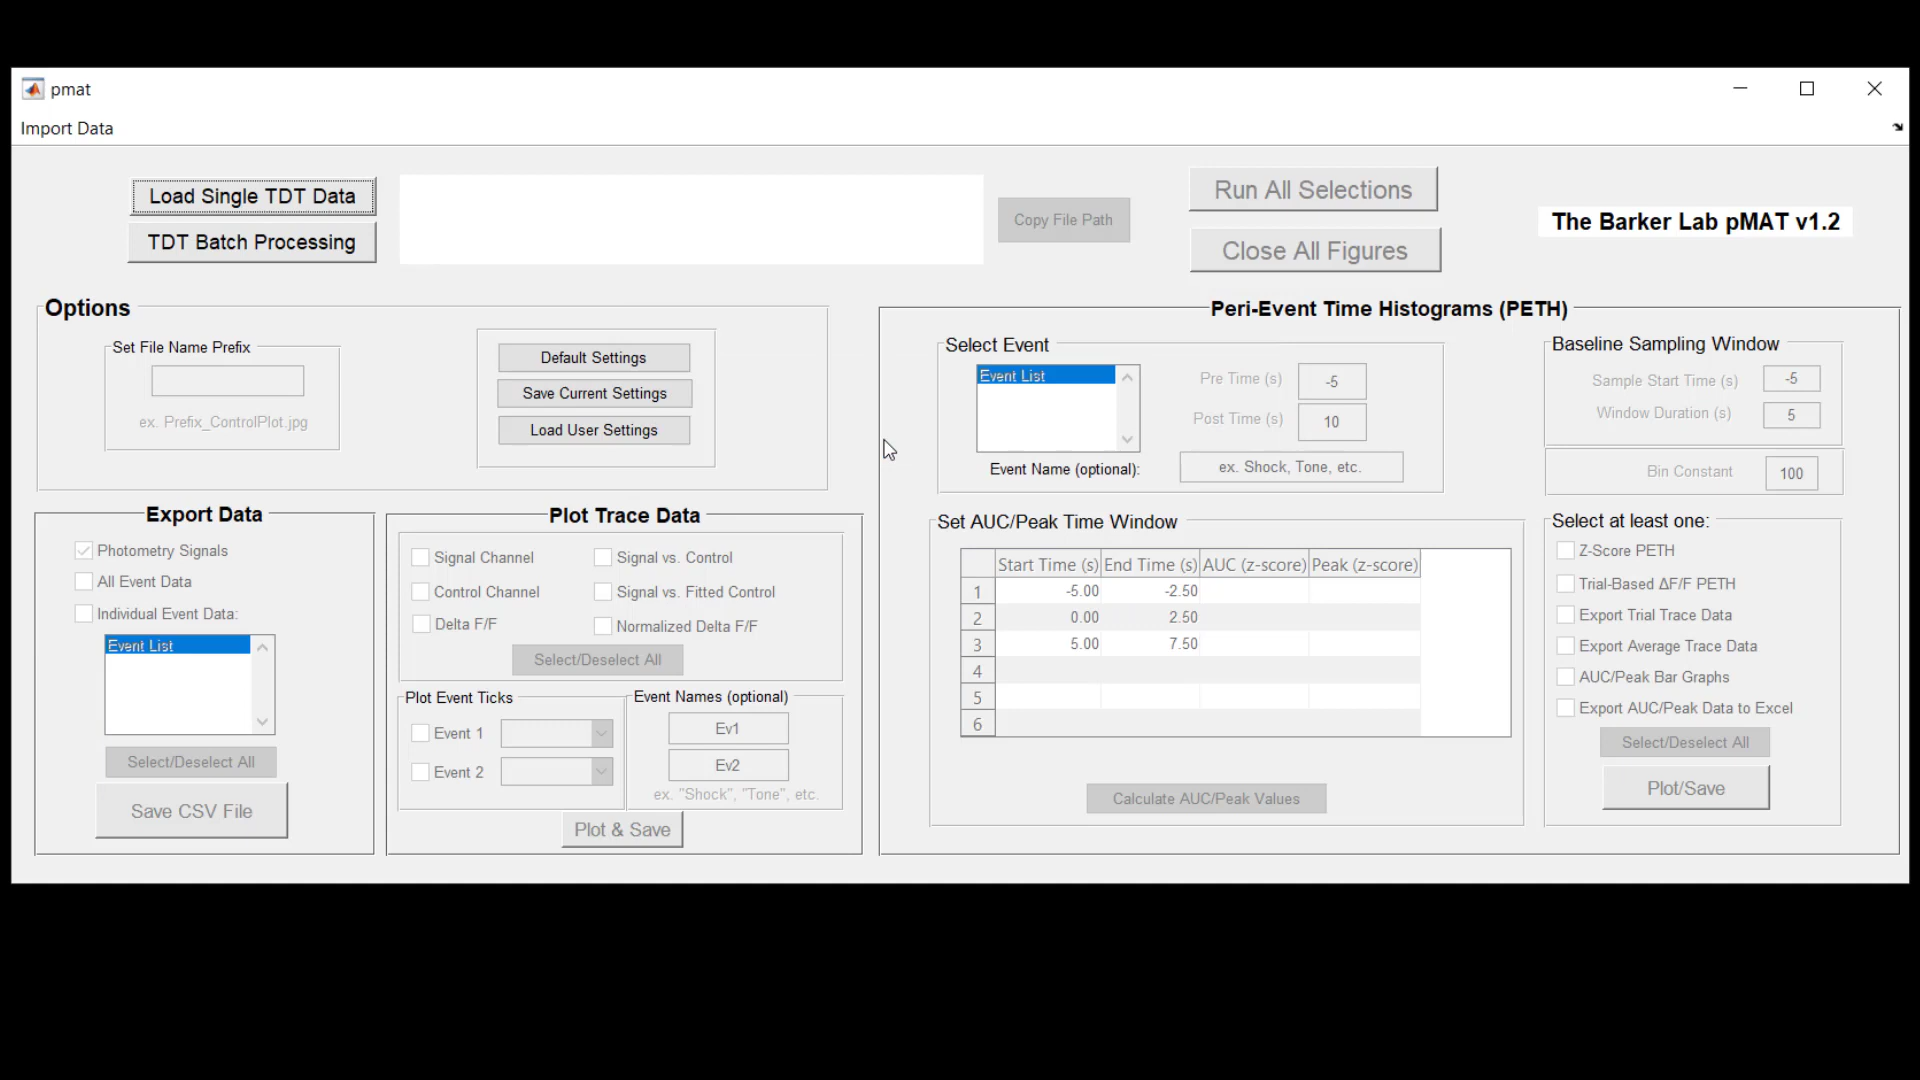 pmat
Import Data
Load Single TDT Data
TDT Batch Processing
Copy File Path
Run All Selections
Close All Figures
The Barker Lab pMAT v1.2
Options
Set File Name Prefix
ex. Prefix_ControlPlot.jpg
Default Settings
Save Current Settings
Load User Settings
Export Data
Photometry Signals
All Event Data
Individual Event Data:
Event List
Select/Deselect All
Save CSV File
Plot Trace Data
Signal Channel
Signal vs. Control
Control Channel
Signal vs. Fitted Control
Delta F/F
Normalized Delta F/F
Select/Deselect All
Plot Event Ticks
Event 1
Event 2
Event Names (optional)
Ev1
Ev2
ex. "Shock", "Tone", etc.
Plot & Save
Peri-Event Time Histograms (PETH)
Select Event
Event List
Pre Time (s) -5
Post Time (s) 10
Event Name (optional): ex. Shock, Tone, etc.
Baseline Sampling Window
Sample Start Time (s) -5
Window Duration (s) 5
Bin Constant 100
Set AUC/Peak Time Window
Start Time (s) End Time (s) AUC (z-score) Peak (z-score)
1 -5.00 -2.50
2 0.00 2.50
3 5.00 7.50
4
5
6
Calculate AUC/Peak Values
Select at least one:
Z-Score PETH
Trial-Based ΔF/F PETH
Export Trial Trace Data
Export Average Trace Data
AUC/Peak Bar Graphs
Export AUC/Peak Data to Excel
Select/Deselect All
Plot/Save